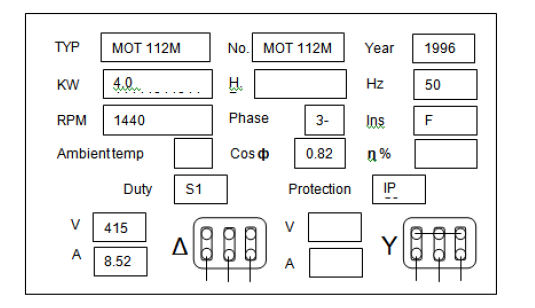 TYP MOT 112M No. MOT 112M Year 1996
KW 4.0 H Hz 50
RPM 1440 Phase 3- Ins F
Ambient temp Cos ф 0.82 η %
Duty S1 Protection IP
V 415 Δ V Y
A 8.52 A